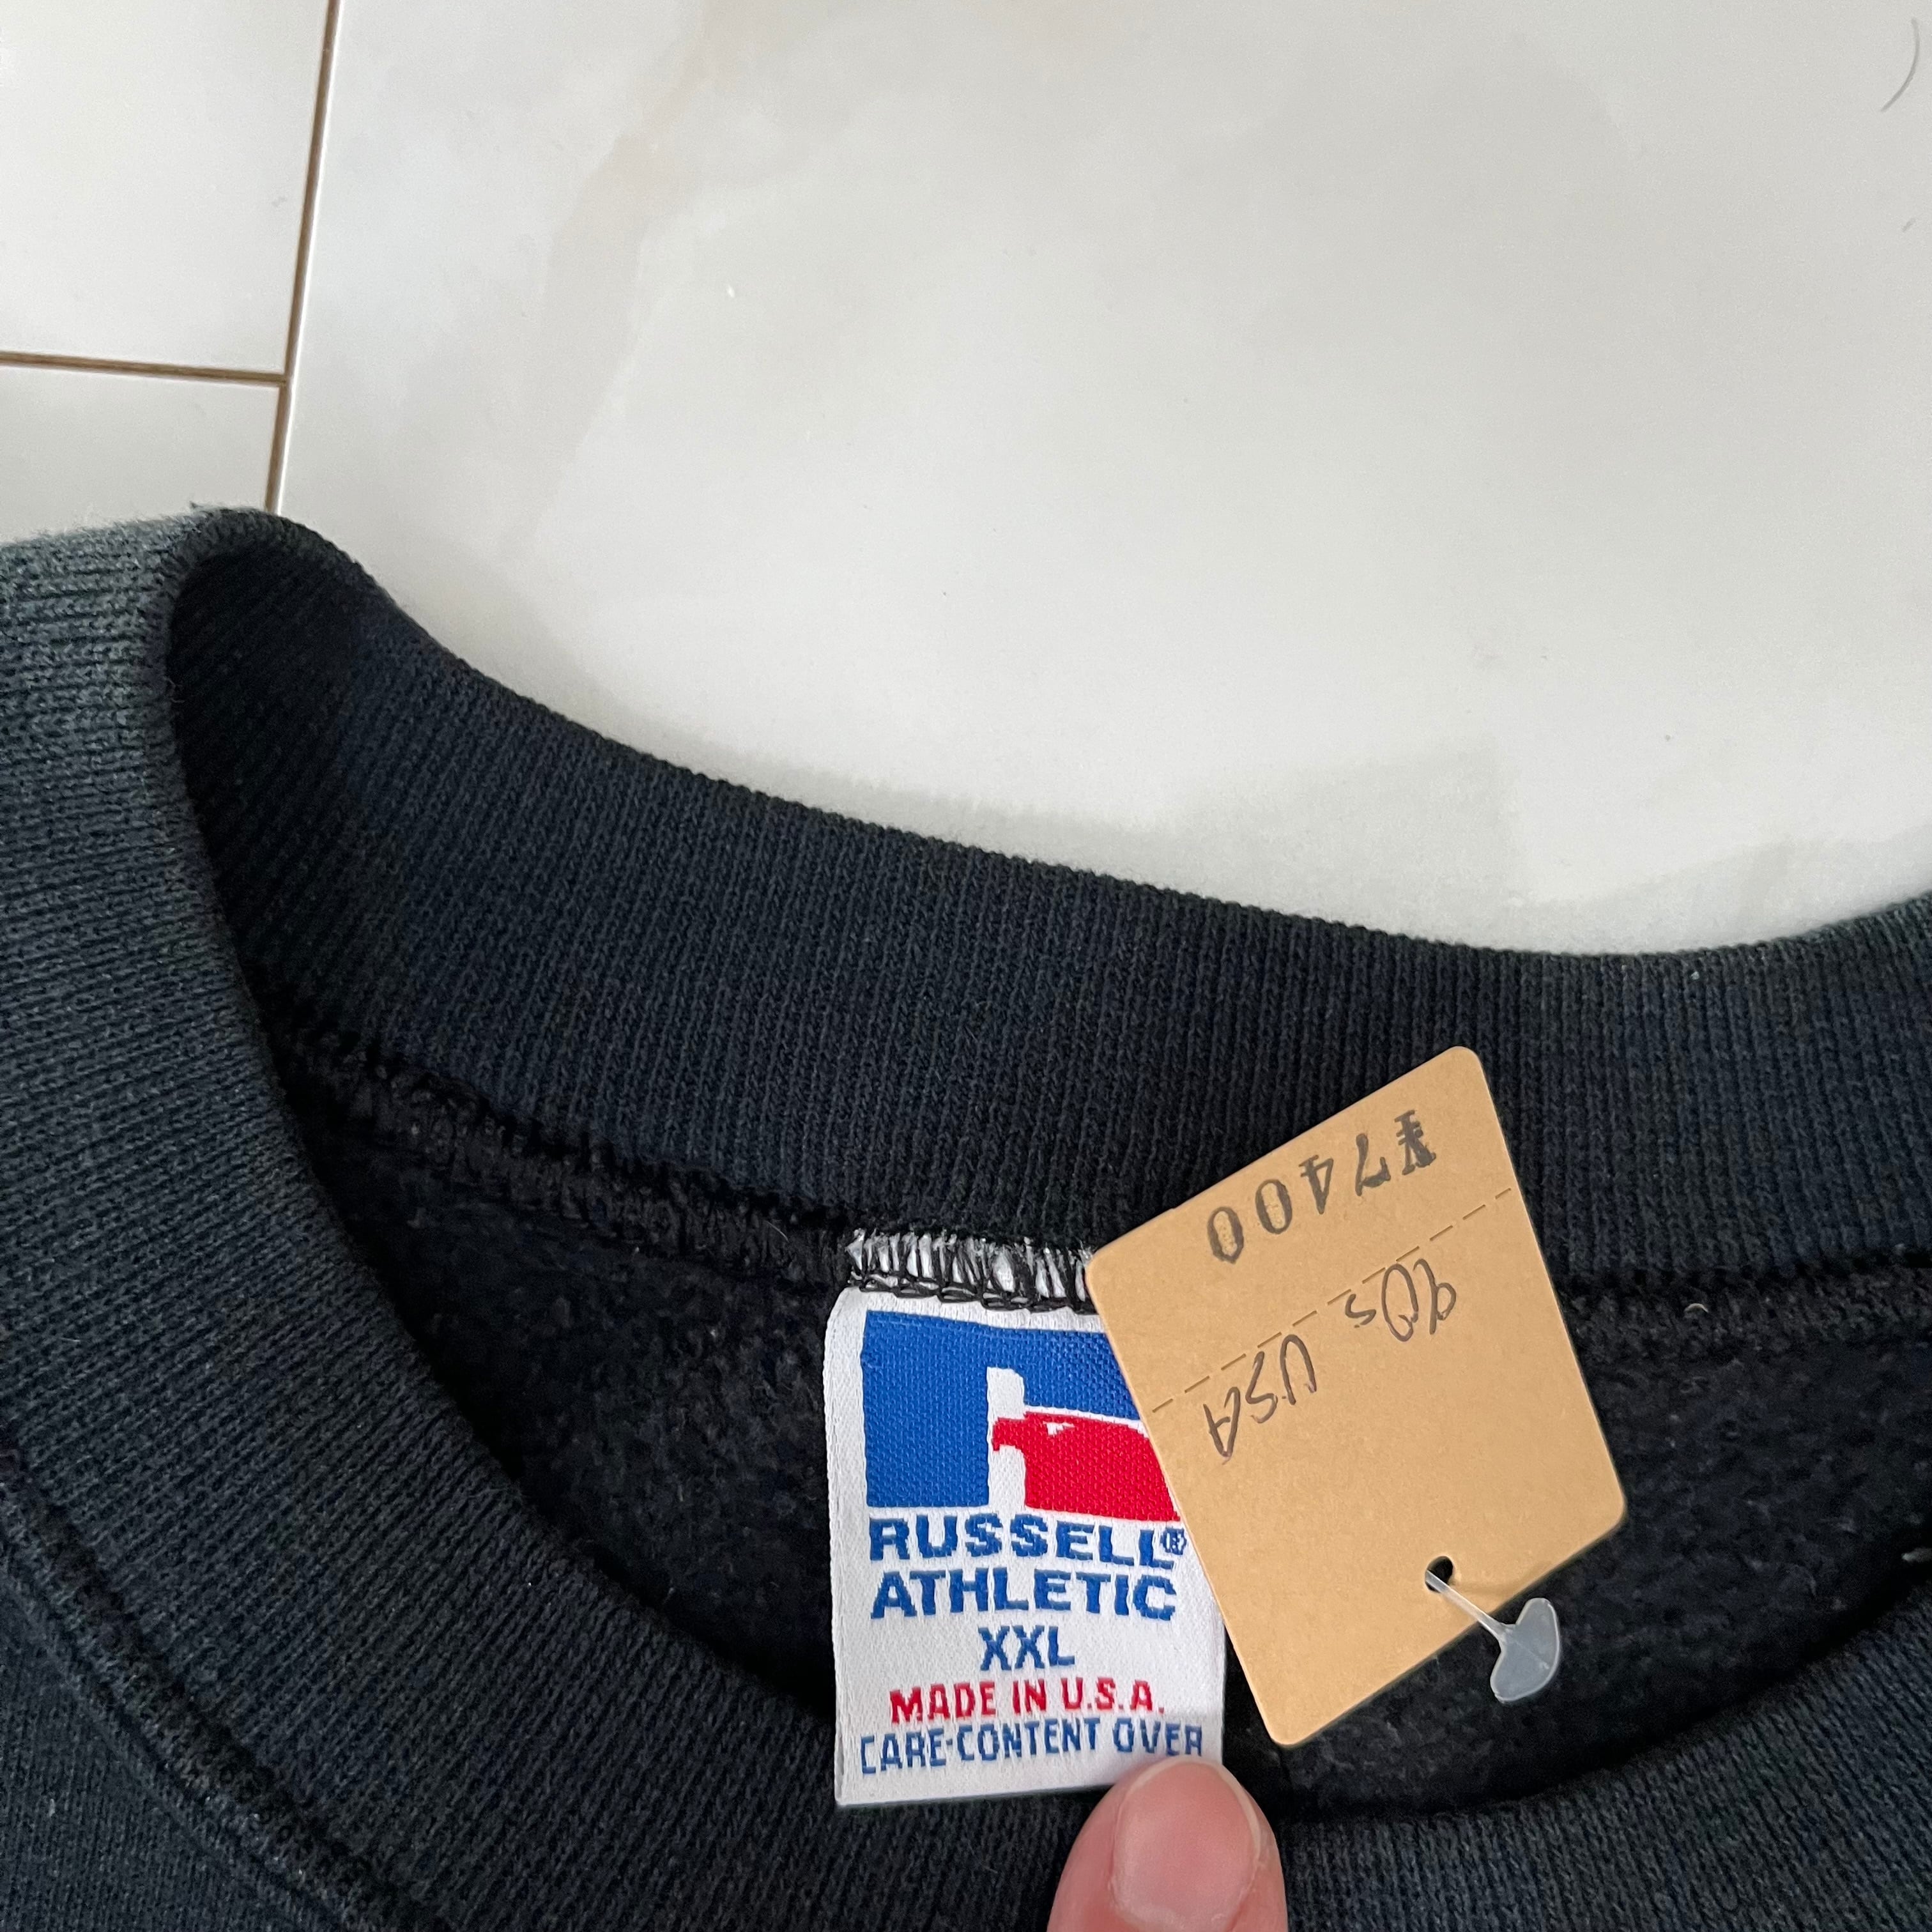 RUSSELL®
ATHLETIC
XXL
MADE IN U.S.A.
CARE-CONTENT OVER
¥7400
90s USA